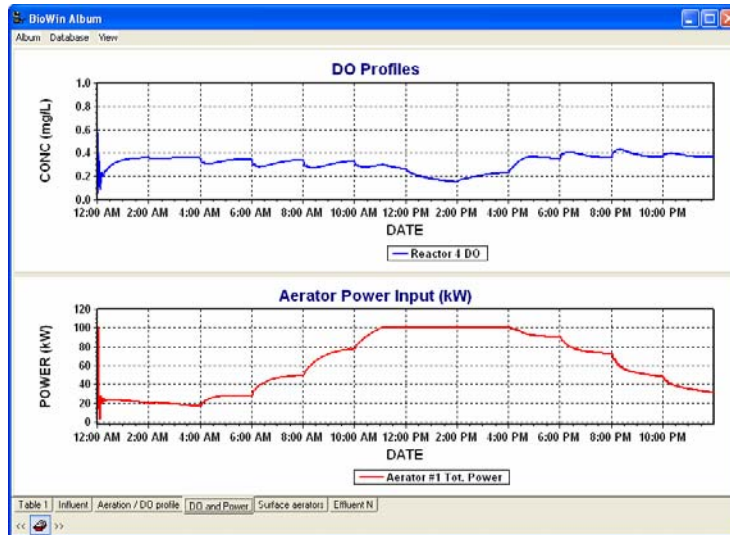 BioWin Album
Album Database View
DO Profiles
CONC (mg/L)
1.0
0.8
0.6
0.4
0.2
0.0
12:00 AM 2:00 AM 4:00 AM 6:00 AM 8:00 AM 10:00 AM 12:00 PM 2:00 PM 4:00 PM 6:00 PM 8:00 PM 10:00 PM
DATE
Reactor 4 DO
Aerator Power Input (kW)
POWER (kW)
120
100
80
60
40
20
0
12:00 AM 2:00 AM 4:00 AM 6:00 AM 8:00 AM 10:00 AM 12:00 PM 2:00 PM 4:00 PM 6:00 PM 8:00 PM 10:00 PM
DATE
Aerator #1 Tot. Power
Table 1 Influent Aeration / DO profile DO and Power Surface aerators Effluent N
<< >>